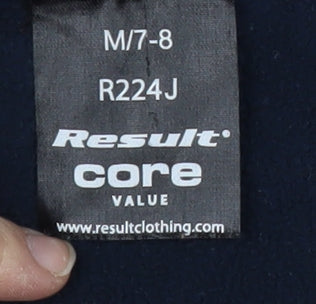 M/7-8
R224J
Result
core
VALUE
www.resultclothing.com